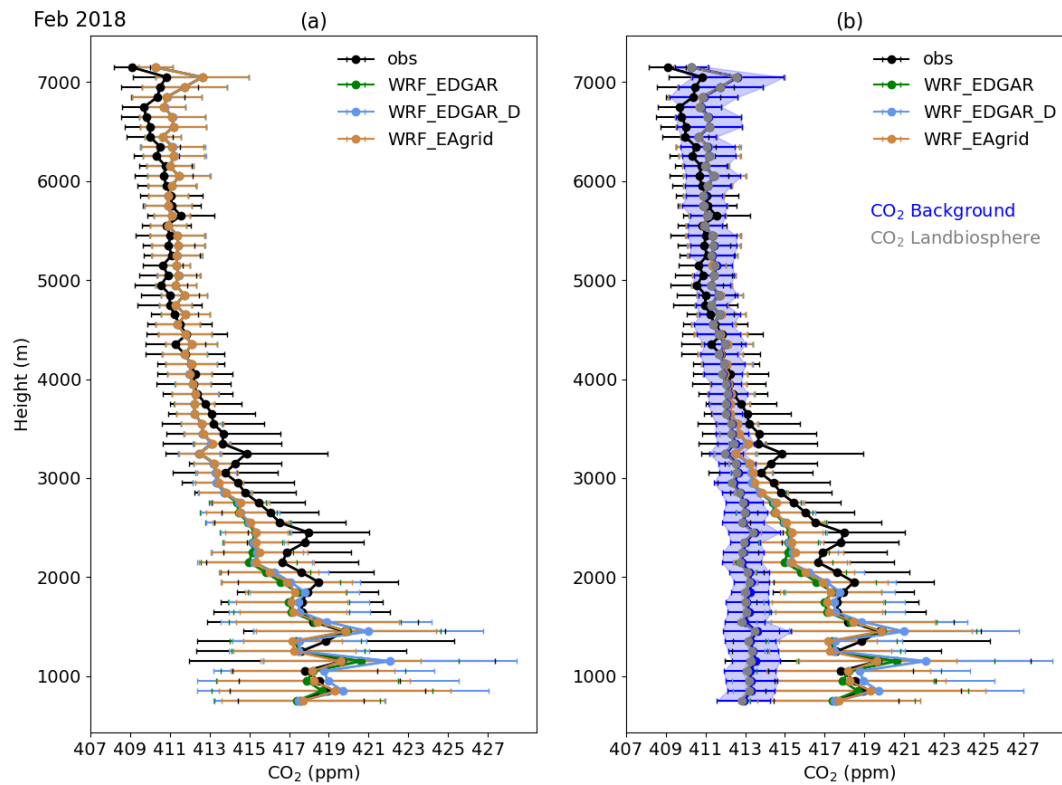 Feb 2018
(a)
(b)
obs
WRF_EDGAR
WRF_EDGAR_D
WRF_EAgrid
obs
WRF_EDGAR
WRF_EDGAR_D
WRF_EAgrid
CO₂ Background
CO₂ Landbiosphere
Height (m)
7000
6000
5000
4000
3000
2000
1000
7000
6000
5000
4000
3000
2000
1000
407 409 411 413 415 417 419 421 423 425 427
407 409 411 413 415 417 419 421 423 425 427
CO₂ (ppm)
CO₂ (ppm)